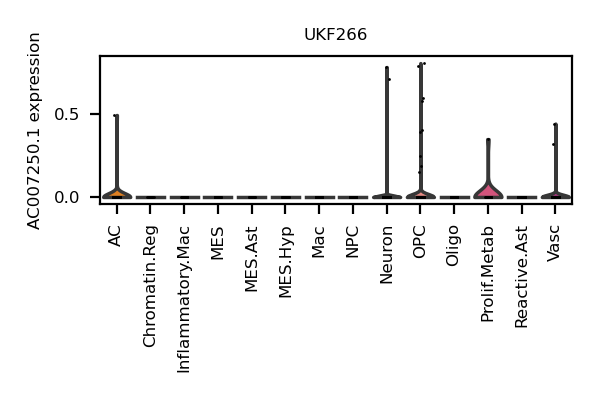 UKF266
AC007250.1 expression
0.5
0.0
AC
Chromatin.Reg
Inflammatory.Mac
MES
MES.Ast
MES.Hyp
Mac
NPC
Neuron
OPC
Oligo
Prolif.Metab
Reactive.Ast
Vasc